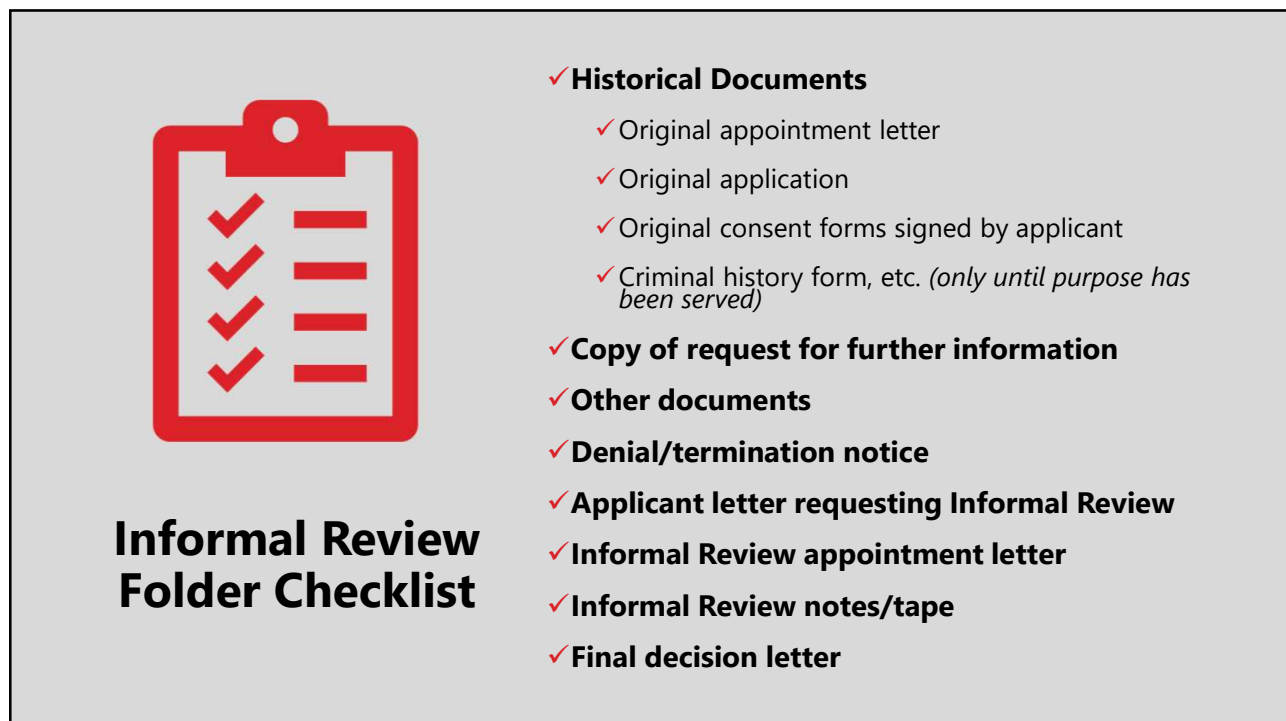 Informal Review
Folder Checklist
✓Historical Documents
✓Original appointment letter
✓Original application
✓Original consent forms signed by applicant
✓Criminal history form, etc. (only until purpose has
been served)
✓Copy of request for further information
✓Other documents
✓Denial/termination notice
✓Applicant letter requesting Informal Review
✓Informal Review appointment letter
✓Informal Review notes/tape
✓Final decision letter